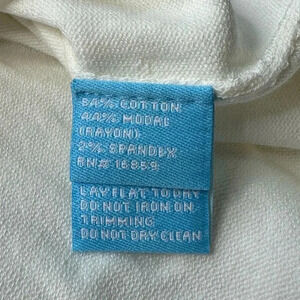 54% COTTON
44% MODAL
(RAYON)
2% SPANDEX
RN#
LAY FLAT TO DRY
DO NOT IRON ON
TRIMMING
DO NOT DRY CLEAN